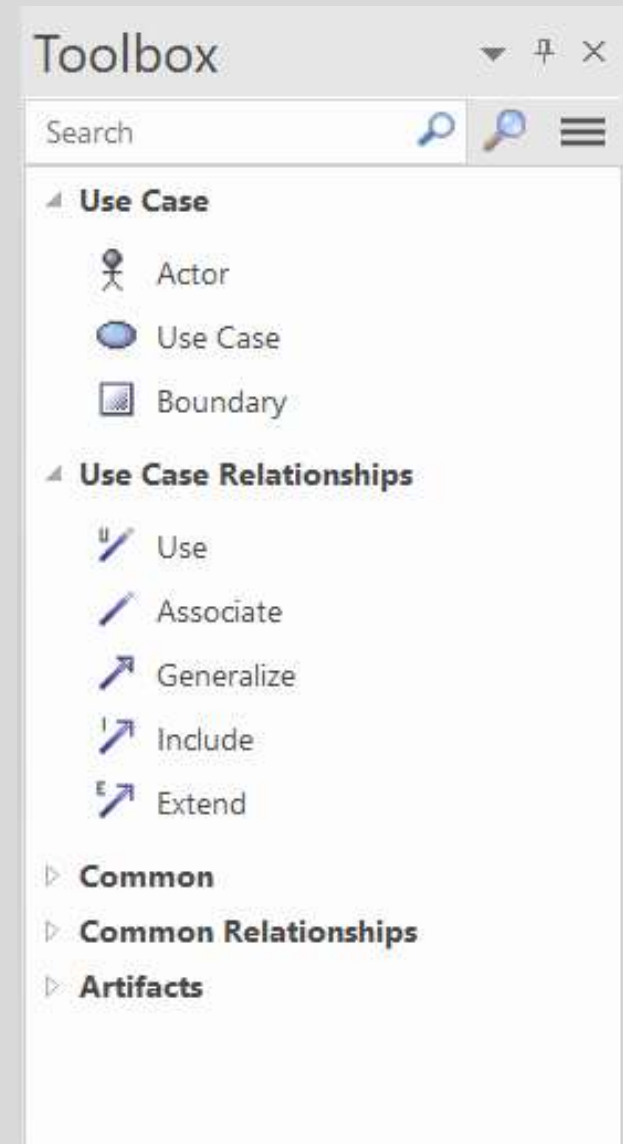 Toolbox
Search
Use Case
Actor
Use Case
Boundary
Use Case Relationships
U
Use
Associate
Generalize
I
Include
E
Extend
Common
Common Relationships
Artifacts